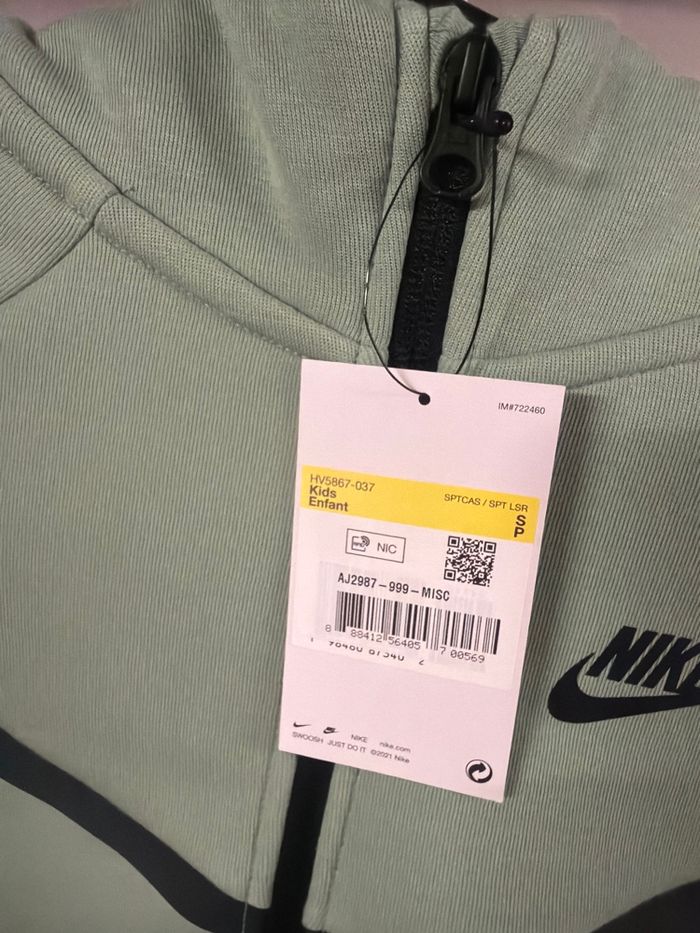 IM#722460
HV5867-037
Kids
Enfant
SPTCAS / SPT LSR
S
P
NIC
AJ2987-999-MISC
8 88412 56405 7 00569
NIKE
SWOOSH JUST DO IT ©2021 Nike
nike.com
NIKE